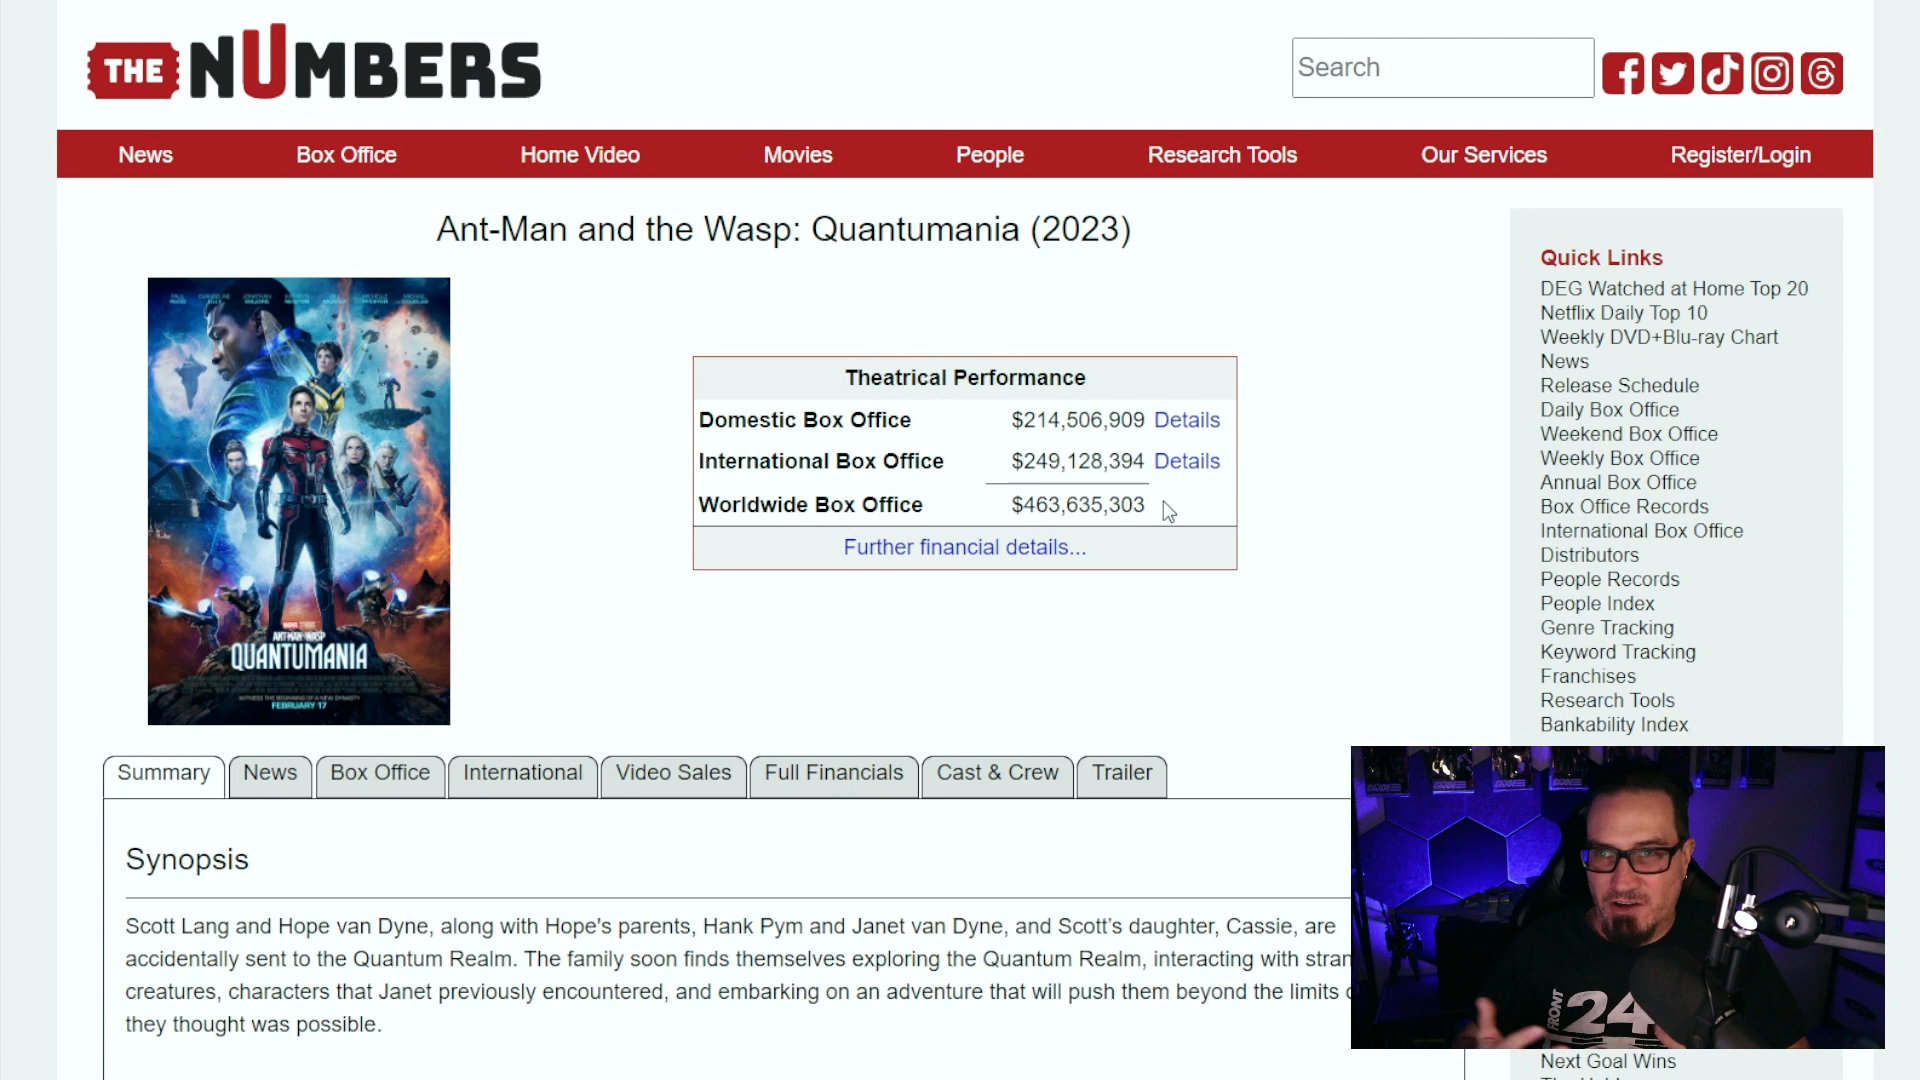 THE NUMBERS
Search
News Box Office Home Video Movies People Research Tools Our Services Register/Login
Ant-Man and the Wasp: Quantumania (2023)
QUANTUMANIA
FEBRUARY 17
Theatrical Performance
Domestic Box Office $214,506,909 Details
International Box Office $249,128,394 Details
Worldwide Box Office $463,635,303
Further financial details...
Quick Links
DEG Watched at Home Top 20
Netflix Daily Top 10
Weekly DVD+Blu-ray Chart
News
Release Schedule
Daily Box Office
Weekend Box Office
Weekly Box Office
Annual Box Office
Box Office Records
International Box Office
Distributors
People Records
People Index
Genre Tracking
Keyword Tracking
Franchises
Research Tools
Bankability Index
Summary News Box Office International Video Sales Full Financials Cast & Crew Trailer
Synopsis
Scott Lang and Hope van Dyne, along with Hope's parents, Hank Pym and Janet van Dyne, and Scott’s daughter, Cassie, are
accidentally sent to the Quantum Realm. The family soon finds themselves exploring the Quantum Realm, interacting with stran
creatures, characters that Janet previously encountered, and embarking on an adventure that will push them beyond the limits
they thought was possible.
FRONT
24
Next Goal Wins